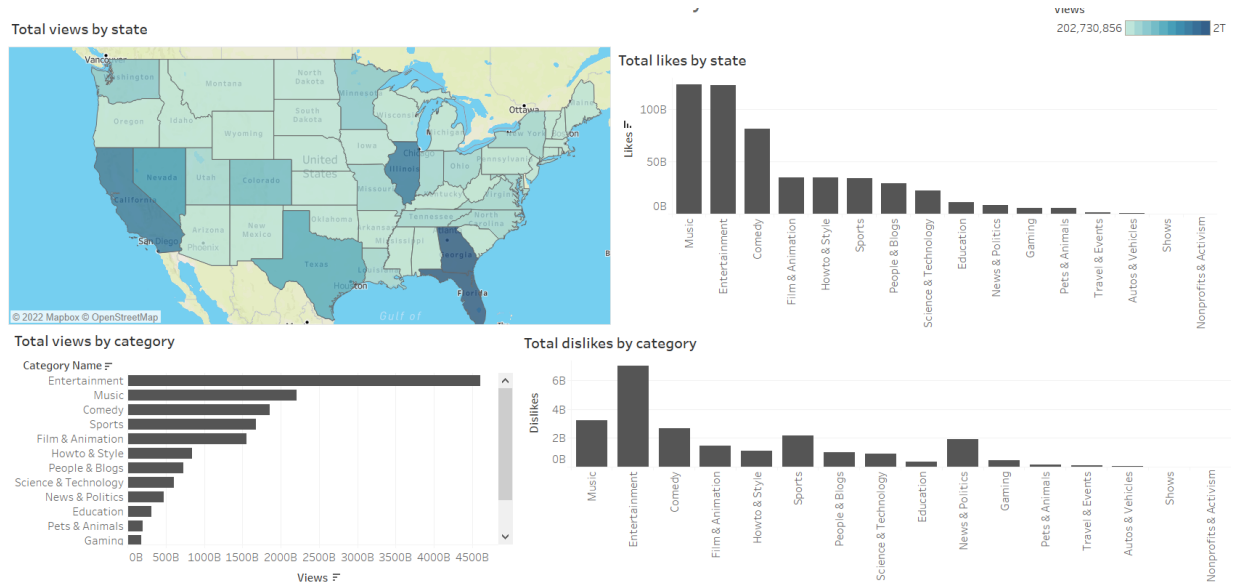 Total views by state
Views
202,730,856
2T
Vancouver
Washington
Montana
North
Dakota
Minnesota
Oregon
Idaho
South
Dakota
Wisconsin
Ottawa
Maine
Wyoming
Michigan
New York
Iowa
Chicago
United
States
Nevada
Utah
Colorado
Illinois
Ohio
Pennsylvania
California
Missouri
Kentucky
Virginia
San Diego
Arizona
Phoenix
New
Mexico
Oklahoma
Arkansas
Tennessee
North
Carolina
Mississippi
Georgia
Texas
Louisiana
Houston
Florida
Gulf of
© 2022 Mapbox © OpenStreetMap
Total likes by state
Likes
100B
50B
0B
Music
Entertainment
Comedy
Film & Animation
Howto & Style
Sports
People & Blogs
Science & Technology
Education
News & Politics
Gaming
Pets & Animals
Travel & Events
Autos & Vehicles
Shows
Nonprofits & Activism
Total views by category
Category Name
Entertainment
Music
Comedy
Sports
Film & Animation
Howto & Style
People & Blogs
Science & Technology
News & Politics
Education
Pets & Animals
Gaming
0B 500B 1000B 1500B 2000B 2500B 3000B 3500B 4000B 4500B
Views
Total dislikes by category
Dislikes
6B
4B
2B
0B
Music
Entertainment
Comedy
Film & Animation
Howto & Style
Sports
People & Blogs
Science & Technology
Education
News & Politics
Gaming
Pets & Animals
Travel & Events
Autos & Vehicles
Shows
Nonprofits & Activism